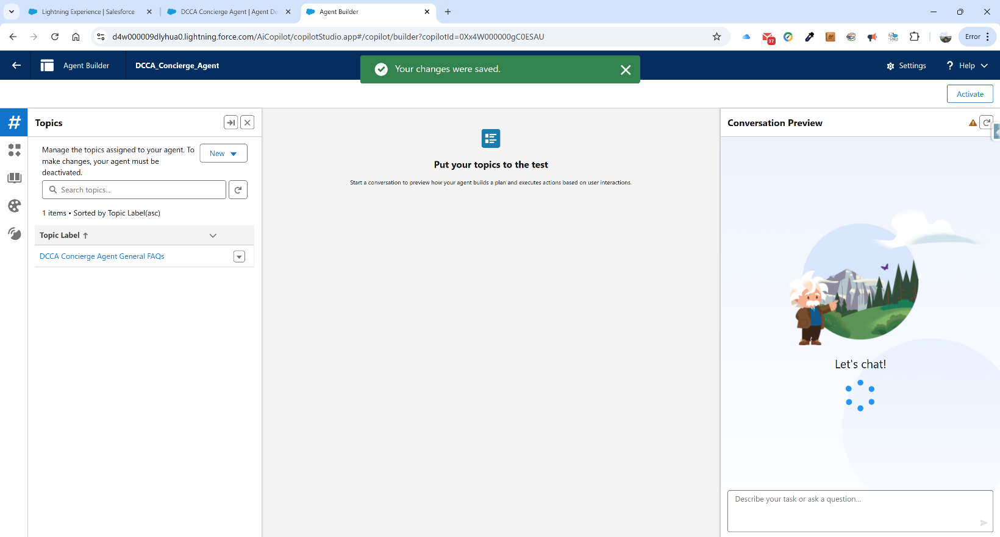 Lightning Experience | Salesforce
DCCA Concierge Agent | Agent De
Agent Builder
d4w000009dlyhua0.lightning.force.com/AiCopilot/copilotStudio.app#/copilot/builder?copilotId=0Xx4W000000gC0ESAU
37
Error
Agent Builder
DCCA_Concierge_Agent
Your changes were saved.
Settings
? Help
Activate
#
Topics
Manage the topics assigned to your agent. To
make changes, your agent must be
deactivated.
New
Search topics...
1 items • Sorted by Topic Label(asc)
Topic Label ↑
DCCA Concierge Agent General FAQs
Put your topics to the test
Start a conversation to preview how your agent builds a plan and executes actions based on user interactions.
Conversation Preview
Let's chat!
Describe your task or ask a question...